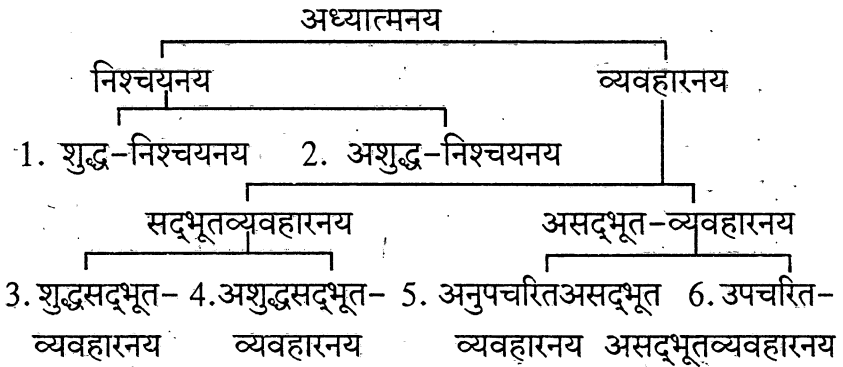 अध्यात्मनय
निश्चयनय व्यवहारनय
1. शुद्ध-निश्चयनय 2. अशुद्ध-निश्चयनय
सद्भूतव्यवहारनय असद्भूत-व्यवहारनय
3. शुद्धसद्भूत- 4. अशुद्धसद्भूत- 5. अनुपचरितअसद्भूत 6. उपचरित-
व्यवहारनय व्यवहारनय व्यवहारनय असद्भूतव्यवहारनय